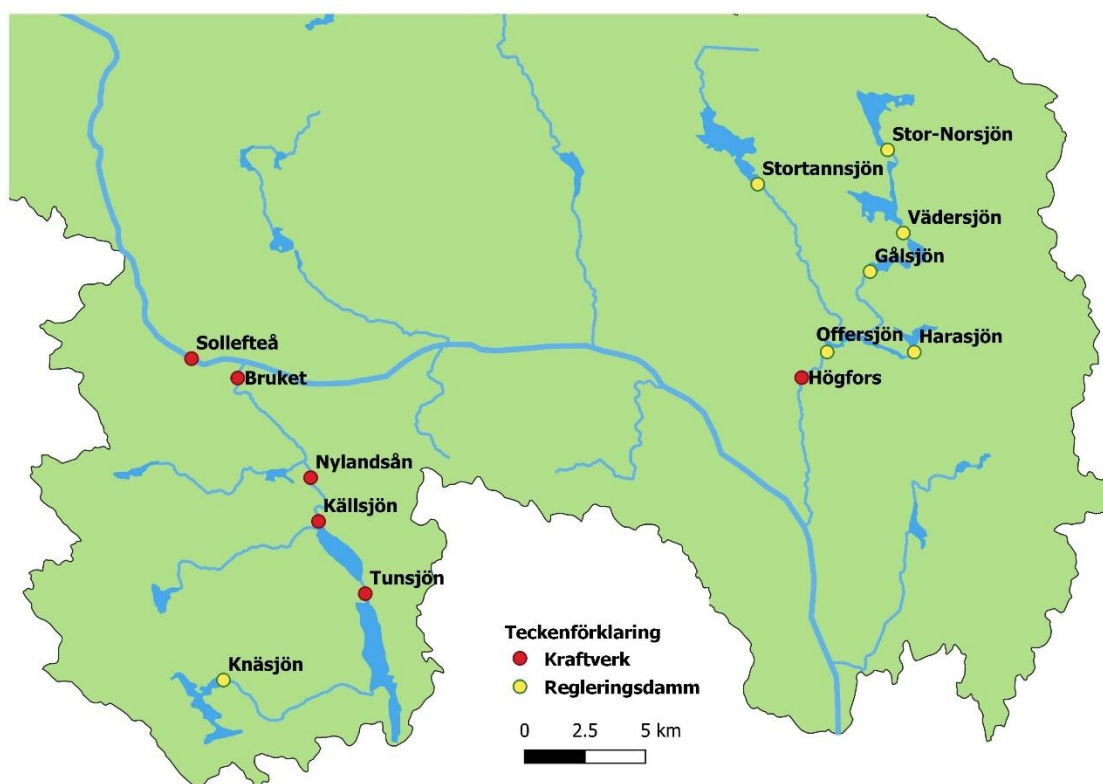 Stor-Norsjön
Stortannsjön
Vädersjön
Gålsjön
Sollefteå
Offersjön
Harasjön
Bruket
Högfors
Nylandsån
Källsjön
Tunsjön
Knäsjön
Teckenförklaring
Kraftverk
Regleringsdamm
0 2.5 5 km